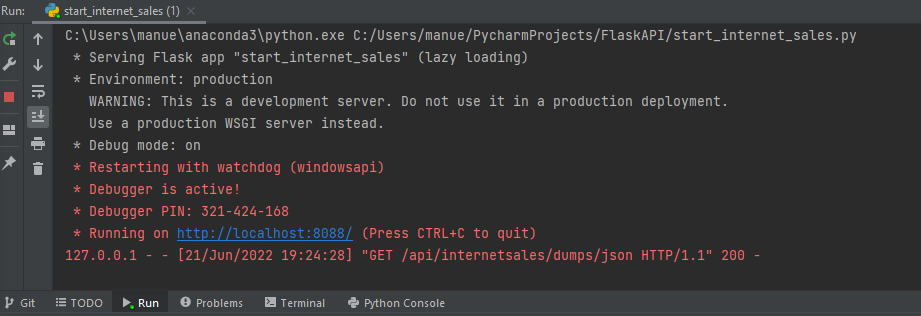 Run: start_internet_sales (1)
C:\Users\manue\anaconda3\python.exe C:/Users/manue/PycharmProjects/FlaskAPI/start_internet_sales.py
* Serving Flask app "start_internet_sales" (lazy loading)
* Environment: production
WARNING: This is a development server. Do not use it in a production deployment.
Use a production WSGI server instead.
* Debug mode: on
* Restarting with watchdog (windowsapi)
* Debugger is active!
* Debugger PIN: 321-424-168
* Running on http://localhost:8088/ (Press CTRL+C to quit)
127.0.0.1 - - [21/Jun/2022 19:24:28] "GET /api/internetsales/dumps/json HTTP/1.1" 200 -
Git TODO Run Problems Terminal Python Console